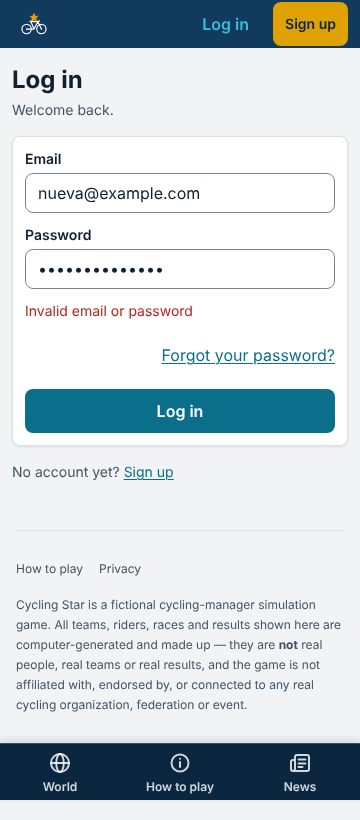 Log in
Sign up
Log in
Welcome back.
Email
nueva@example.com
Password
••••••••••••••
Invalid email or password
Forgot your password?
Log in
No account yet? Sign up
How to play
Privacy
Cycling Star is a fictional cycling-manager simulation
game. All teams, riders, races and results shown here are
computer-generated and made up — they are not real
people, real teams or real results, and the game is not
affiliated with, endorsed by, or connected to any real
cycling organization, federation or event.
World
How to play
News